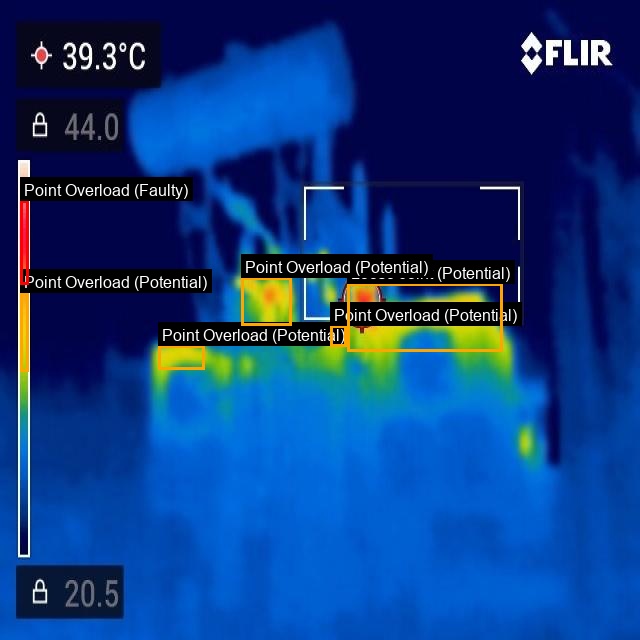 39.3°C
FLIR
44.0
Point Overload (Faulty)
Point Overload (Potential)
Point Overload (Potential)
(Potential)
Point Overload (Potential)
Point Overload (Potential)
20.5